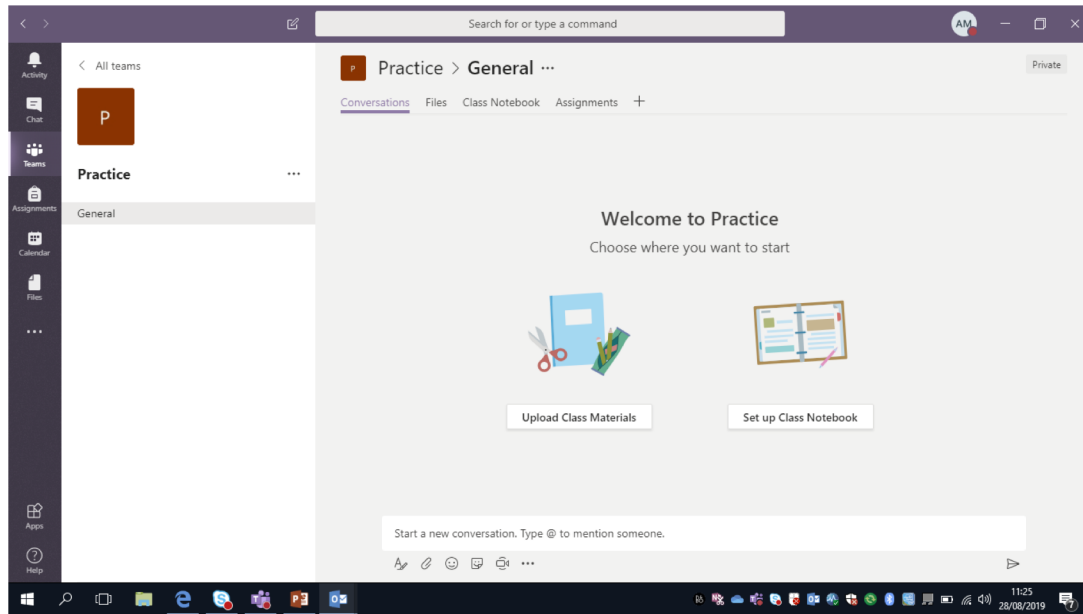 Search for or type a command
AM
Activity
Chat
Teams
Assignments
Calendar
Files
Apps
Help
All teams
P
Practice
General
P
Practice > General
Private
Conversations Files Class Notebook Assignments
Welcome to Practice
Choose where you want to start
Upload Class Materials
Set up Class Notebook
Start a new conversation. Type @ to mention someone.
11:25
28/08/2019